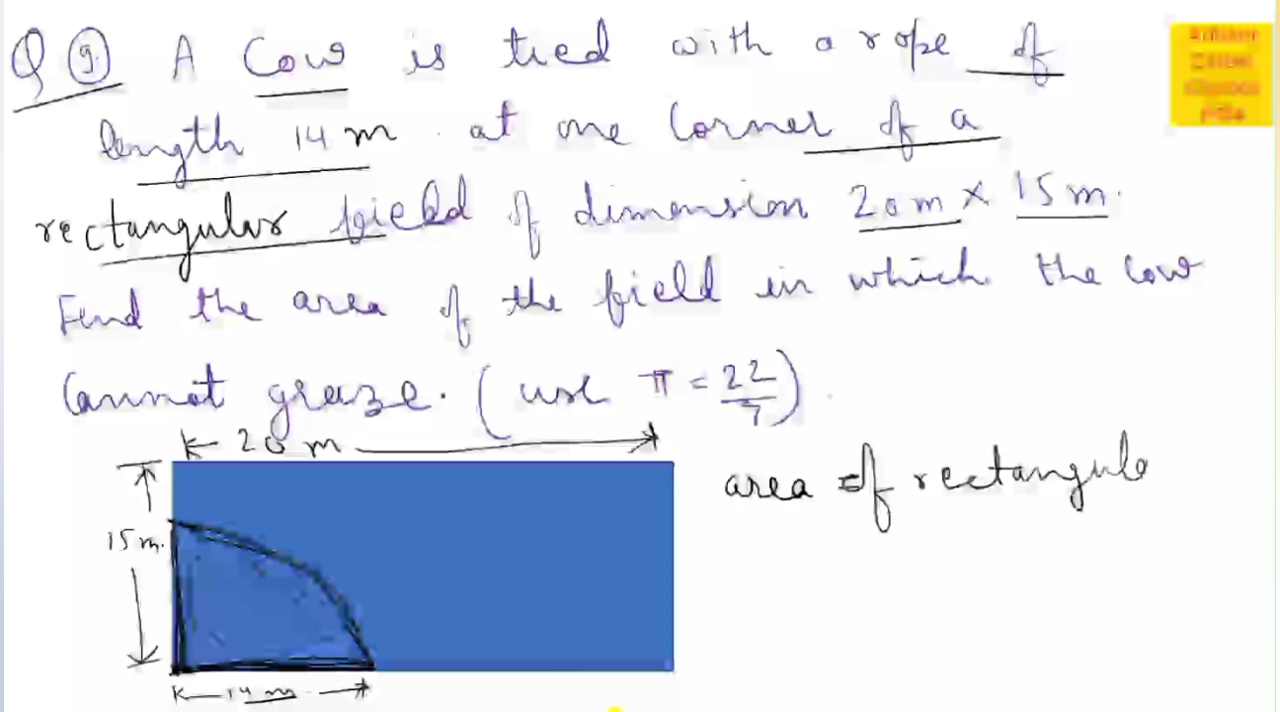 Q 9. A Cow is tied with a rope of
length 14 m. at one corner of a
rectangular field of dimension 20 m × 15 m.
Find the area of the field in which the cow
cannot graze. (use π = 22/7).
20 m
15 m.
14 m
area of rectangule